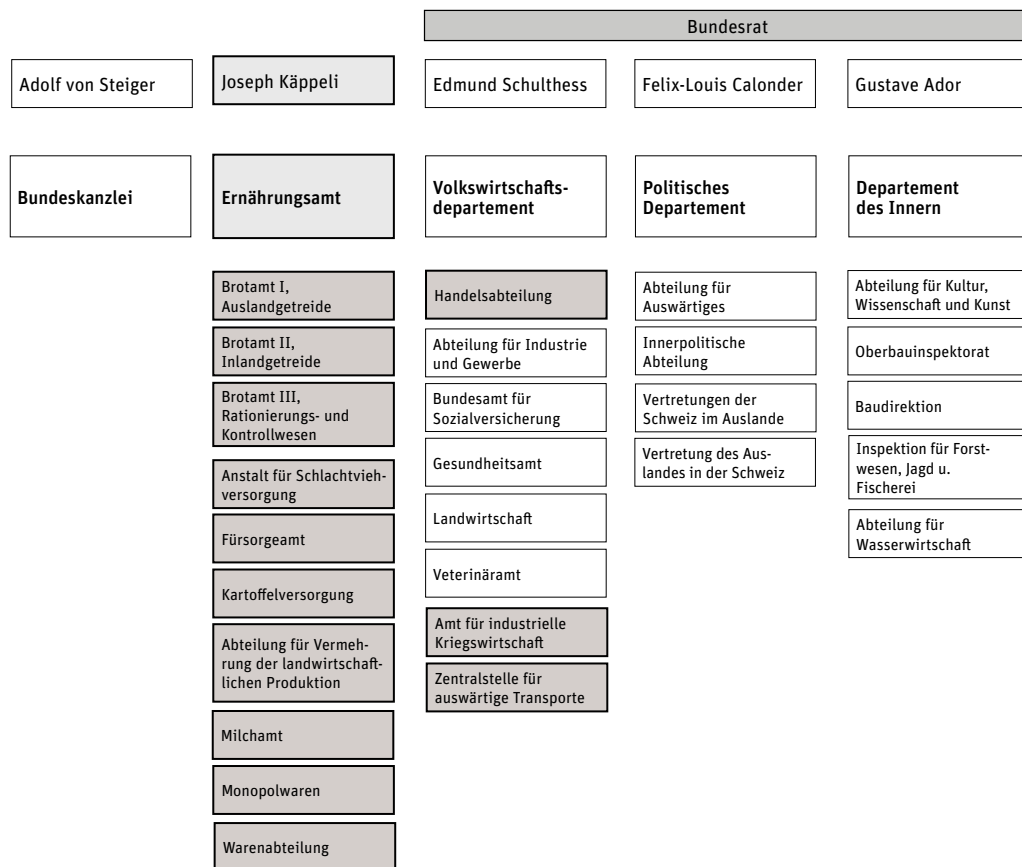 Bundesrat
Adolf von Steiger
Joseph Käppeli
Edmund Schulthess
Felix-Louis Calonder
Gustave Ador
Bundeskanzlei
Ernährungsamt
Volkswirtschafts-
departement
Politisches
Departement
Departement
des Innern
Brotamt I,
Auslandgetreide
Brotamt II,
Inlandgetreide
Brotamt III,
Rationierungs- und
Kontrollwesen
Anstalt für Schlachtvieh-
versorgung
Fürsorgeamt
Kartoffelversorgung
Abteilung für Vermeh-
rung der landwirtschaft-
lichen Produktion
Milchamt
Monopolwaren
Warenabteilung
Handelsabteilung
Abteilung für Industrie
und Gewerbe
Bundesamt für
Sozialversicherung
Gesundheitsamt
Landwirtschaft
Veterinäramt
Amt für industrielle
Kriegswirtschaft
Zentralstelle für
auswärtige Transporte
Abteilung für
Auswärtiges
Innerpolitische
Abteilung
Vertretungen der
Schweiz im Auslande
Vertretung des Aus-
landes in der Schweiz
Abteilung für Kultur,
Wissenschaft und Kunst
Oberbauinspektorat
Baudirektion
Inspektion für Forst-
wesen, Jagd u.
Fischerei
Abteilung für
Wasserwirtschaft